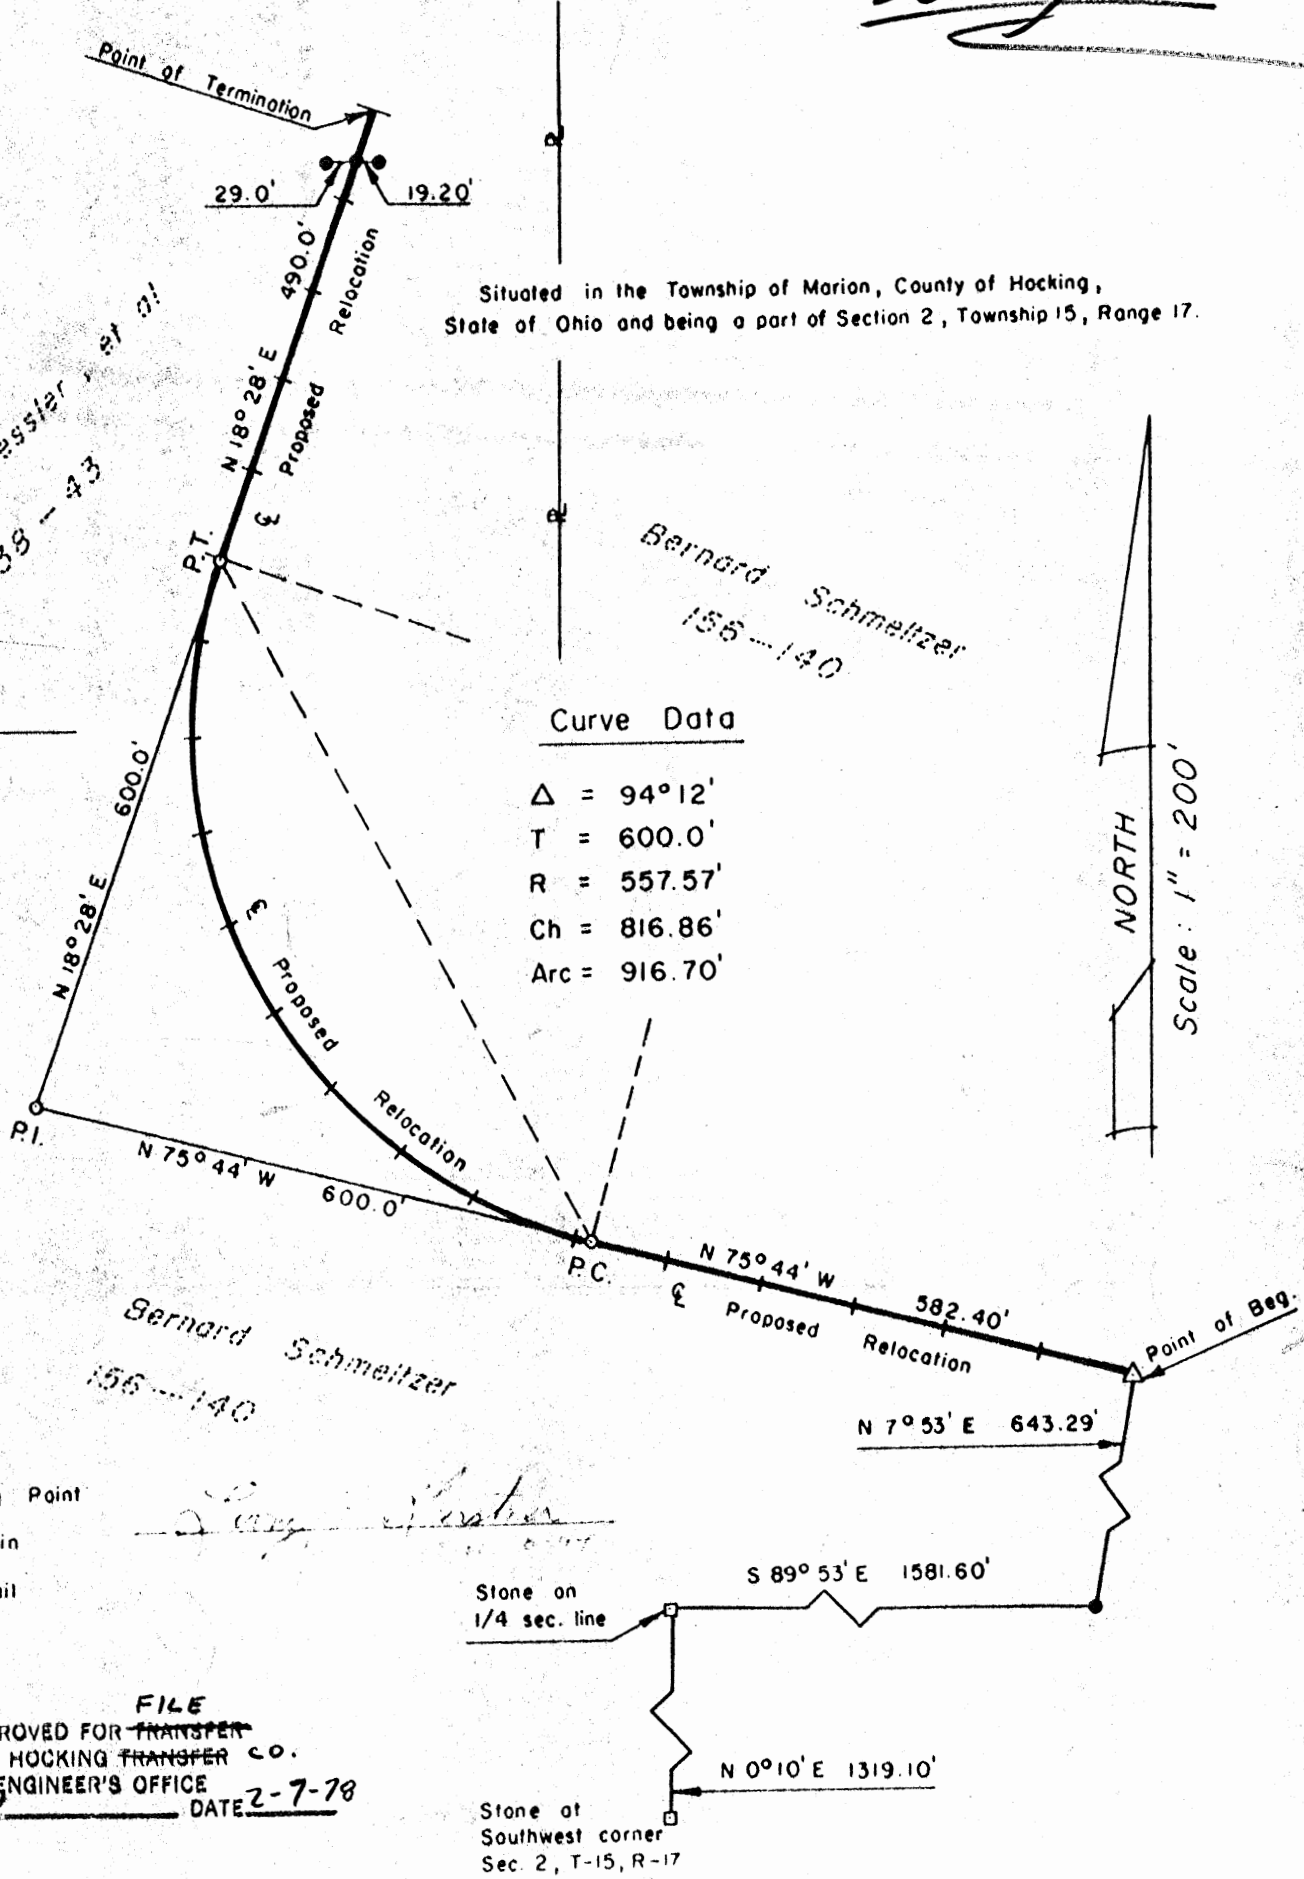 Point of Termination
29.0'
19.20'
490.0'
Relocation
Situated in the Township of Marion, County of Hocking,
State of Ohio and being a part of Section 2, Township 15, Range 17.
et al
N 18° 28' E
Proposed
38 - 43
℄
P.T.
Bernard Schmeltzer
156-140
Curve Data
Δ = 94°12'
T = 600.0'
R = 557.57'
Ch = 816.86'
Arc = 916.70'
NORTH
Scale: 1" = 200'
600.0'
N 18° 28' E
℄
Proposed
Relocation
P.I.
N 75° 44' W 600.0'
P.C.
N 75° 44' W 582.40'
℄ Proposed Relocation
Point of Beg.
Bernard Schmeltzer
156-140
N 7° 53' E 643.29'
Point
S 89° 53' E 1581.60'
Stone on
1/4 sec. line
FILE
ROVED FOR TRANSFER
HOCKING TRANSFER CO.
ENGINEER'S OFFICE
DATE 2-7-78
N 0°10' E 1319.10'
Stone at
Southwest corner
Sec. 2, T-15, R-17